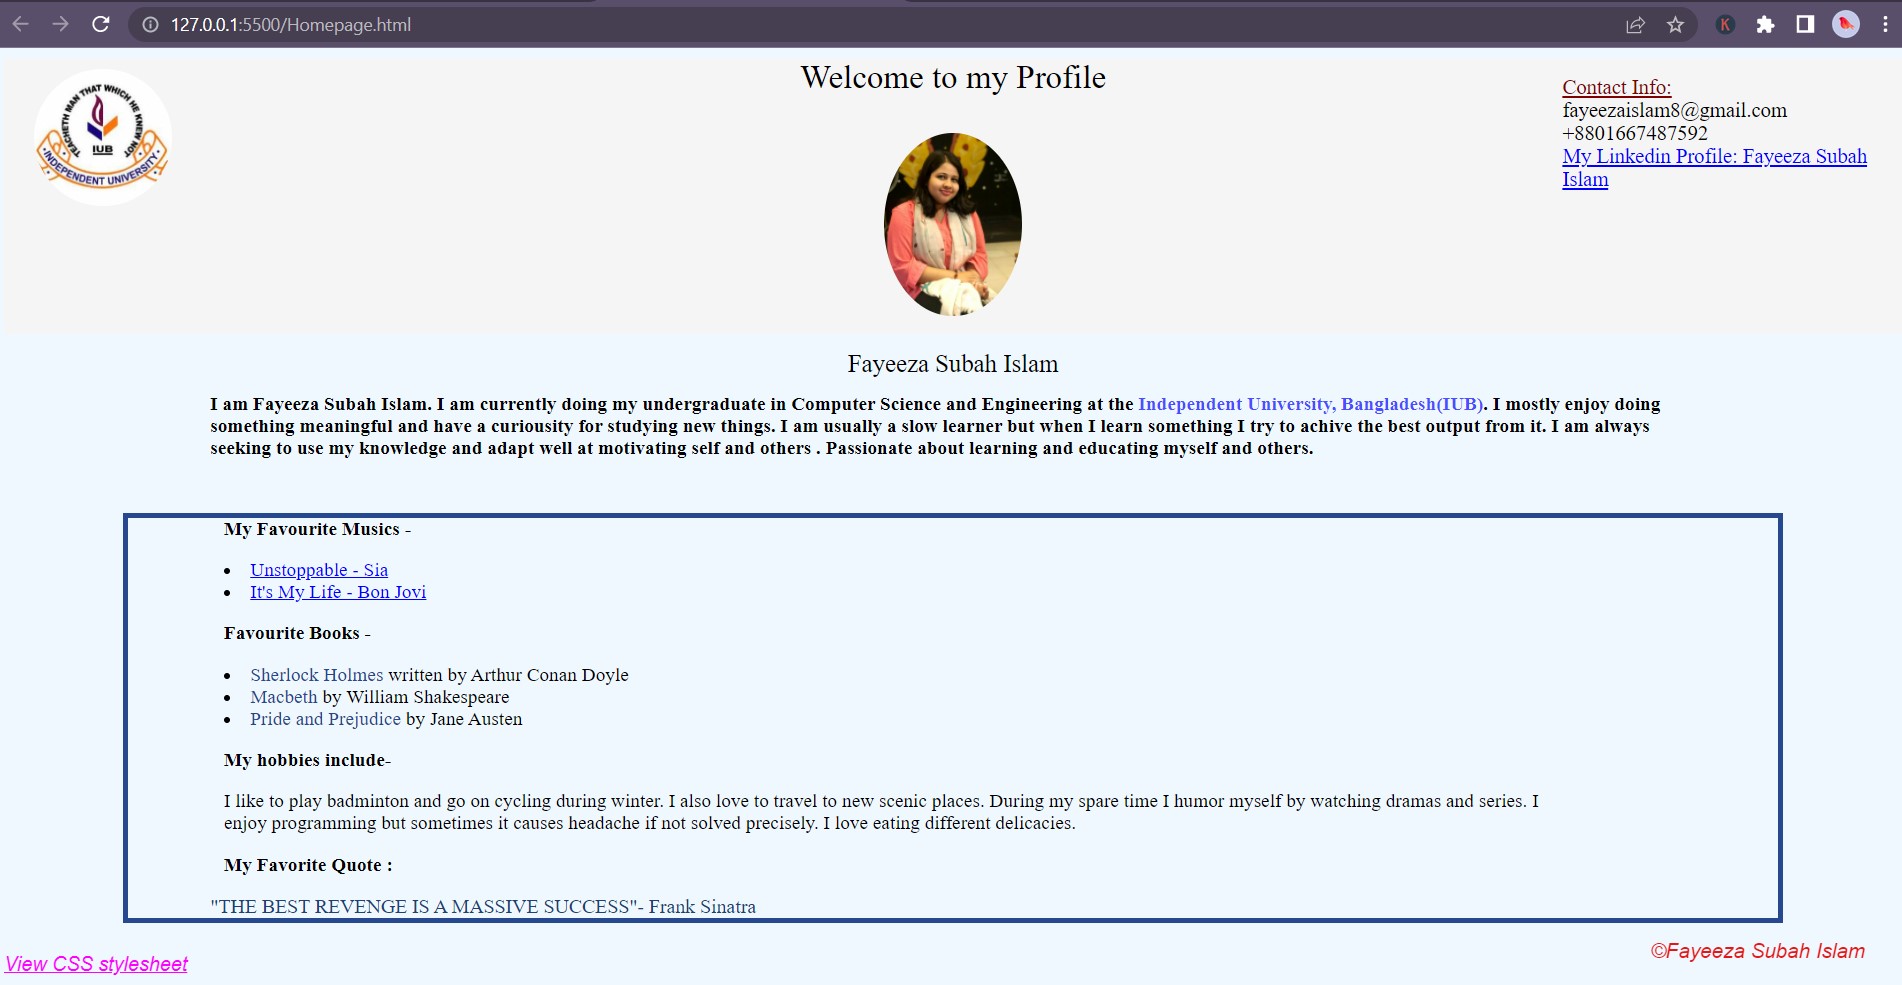 127.0.0.1:5500/Homepage.html
K
TEACHETH MAN THAT WHICH HE KNEW NOT
IUB
INDEPENDENT UNIVERSITY
Welcome to my Profile
Contact Info:
fayeezaislam8@gmail.com
+8801667487592
My Linkedin Profile: Fayeeza Subah
Islam
Fayeeza Subah Islam
I am Fayeeza Subah Islam. I am currently doing my undergraduate in Computer Science and Engineering at the Independent University, Bangladesh(IUB). I mostly enjoy doing
something meaningful and have a curiousity for studying new things. I am usually a slow learner but when I learn something I try to achive the best output from it. I am always
seeking to use my knowledge and adapt well at motivating self and others . Passionate about learning and educating myself and others.
My Favourite Musics -
• Unstoppable - Sia
• It's My Life - Bon Jovi
Favourite Books -
• Sherlock Holmes written by Arthur Conan Doyle
• Macbeth by William Shakespeare
• Pride and Prejudice by Jane Austen
My hobbies include-
I like to play badminton and go on cycling during winter. I also love to travel to new scenic places. During my spare time I humor myself by watching dramas and series. I
enjoy programming but sometimes it causes headache if not solved precisely. I love eating different delicacies.
My Favorite Quote :
"THE BEST REVENGE IS A MASSIVE SUCCESS"- Frank Sinatra
View CSS stylesheet
©Fayeeza Subah Islam